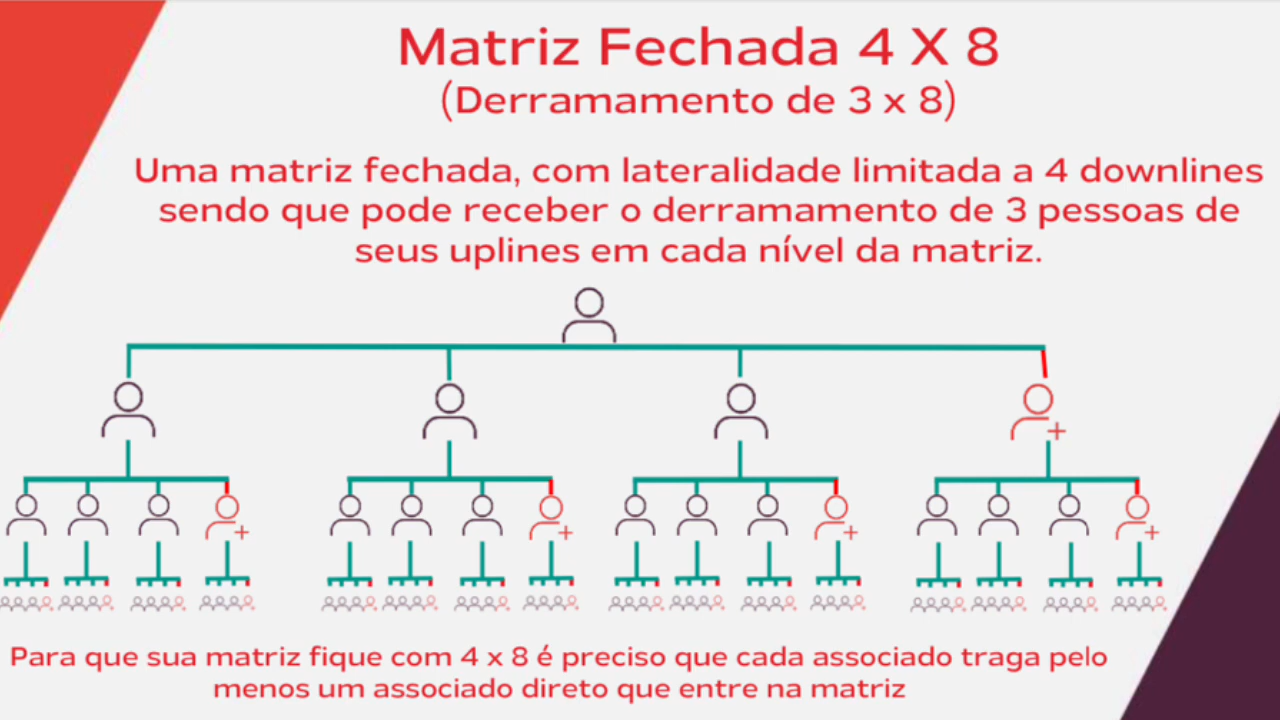 Matriz Fechada 4 X 8
(Derramamento de 3 x 8)
Uma matriz fechada, com lateralidade limitada a 4 downlines
sendo que pode receber o derramamento de 3 pessoas de
seus uplines em cada nível da matriz.
Para que sua matriz fique com 4 x 8 é preciso que cada associado traga pelo
menos um associado direto que entre na matriz